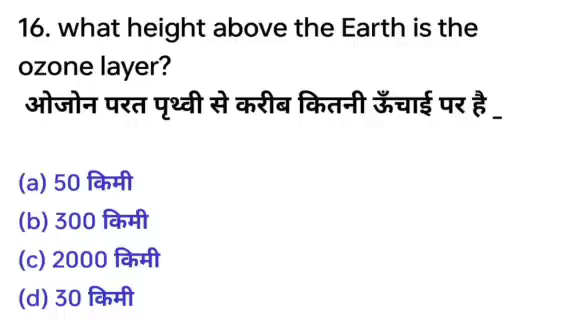 16. what height above the Earth is the
ozone layer?
ओजोन परत पृथ्वी से करीब कितनी ऊँचाई पर है _
(a) 50 किमी
(b) 300 किमी
(c) 2000 किमी
(d) 30 किमी